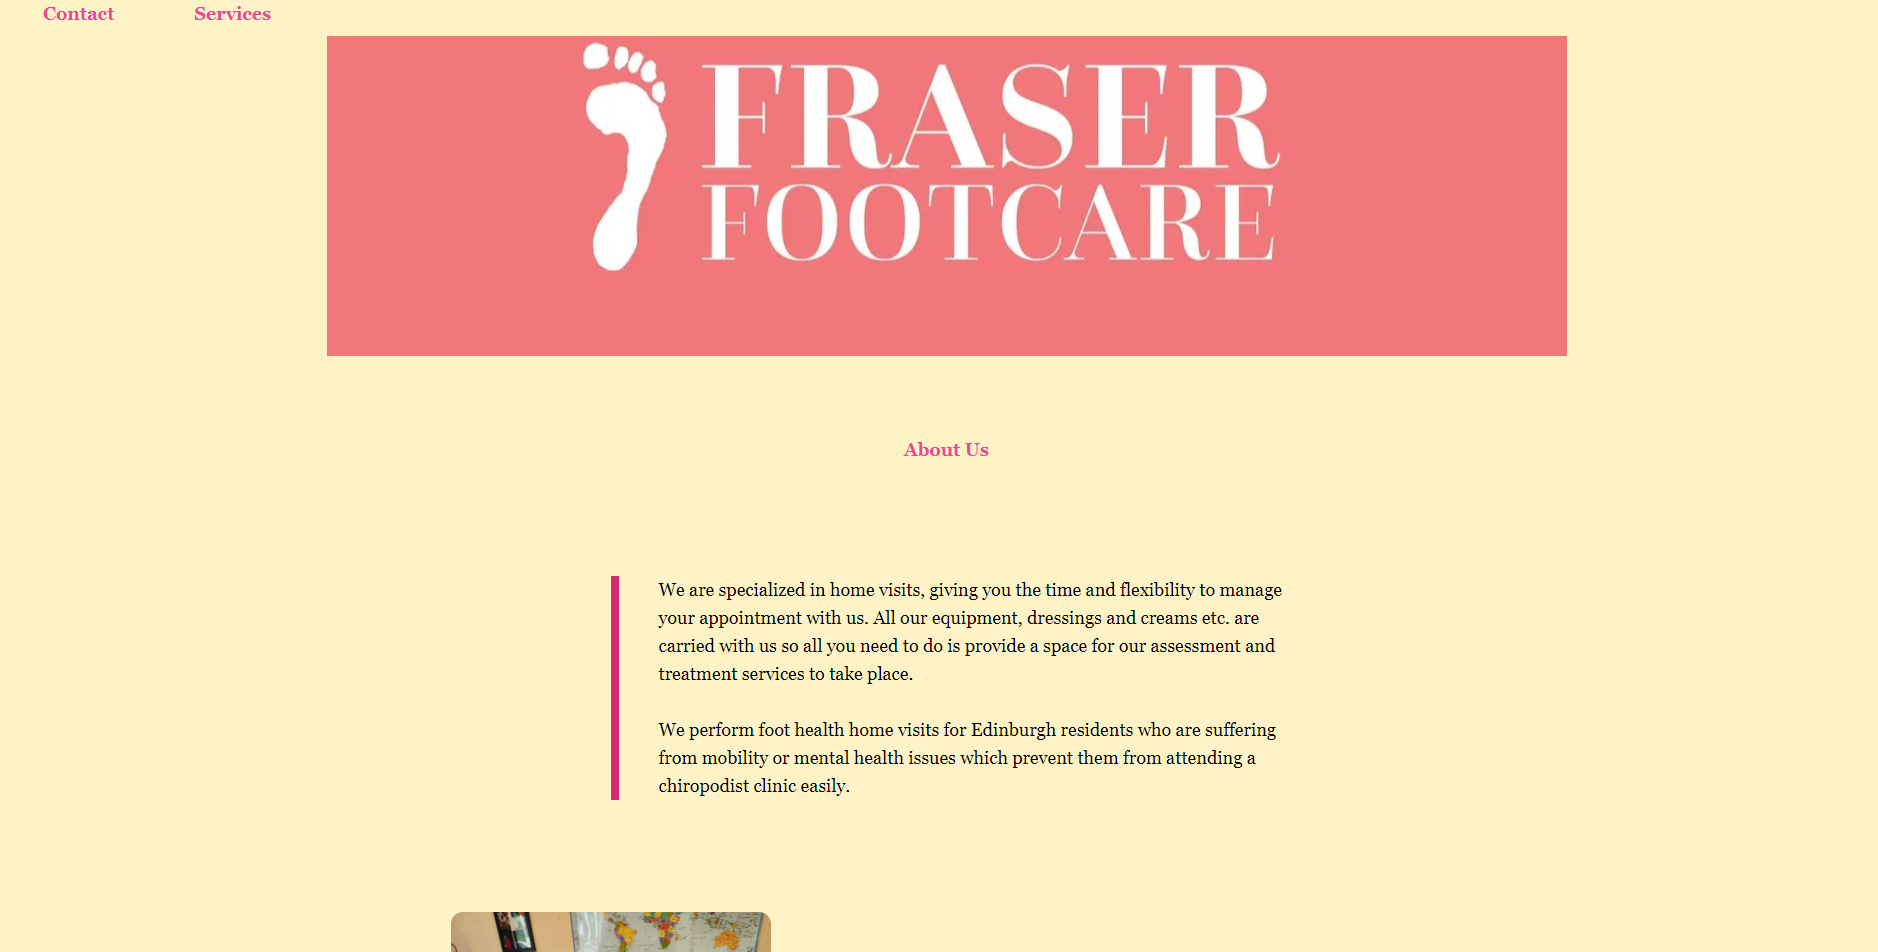 Contact
Services
FRASER
FOOTCARE
About Us
We are specialized in home visits, giving you the time and flexibility to manage
your appointment with us. All our equipment, dressings and creams etc. are
carried with us so all you need to do is provide a space for our assessment and
treatment services to take place.
We perform foot health home visits for Edinburgh residents who are suffering
from mobility or mental health issues which prevent them from attending a
chiropodist clinic easily.